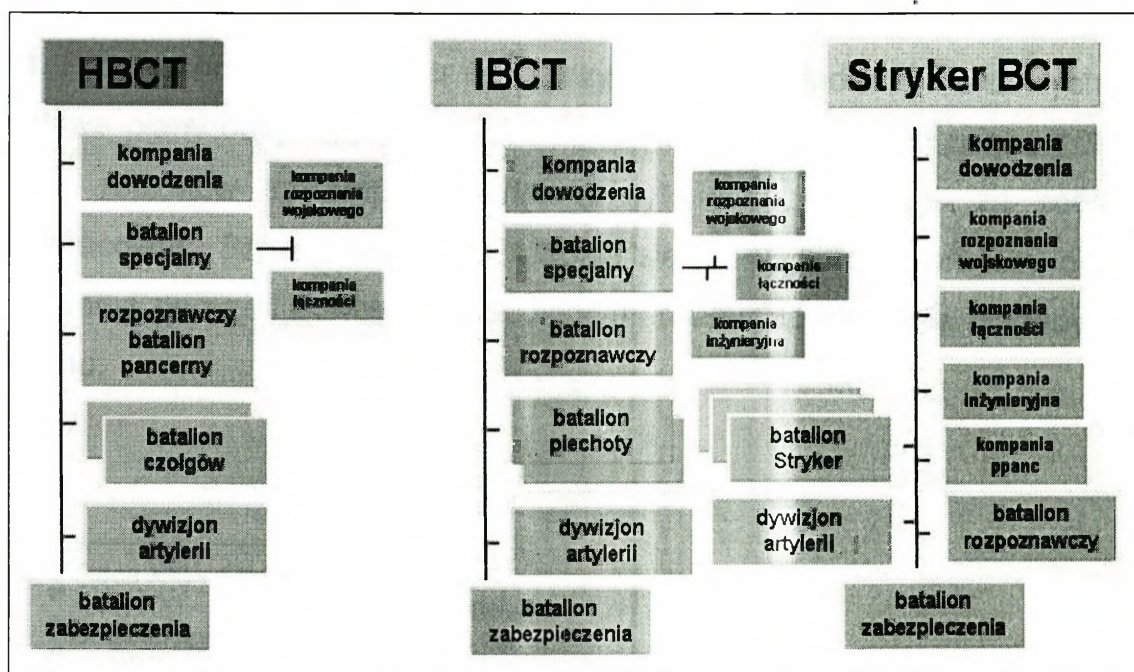 HBCT
kompania
dowodzenia
batalion
specjalny
kompania
rozpoznania
wojskowego
kompania
łączności
rozpoznawczy
batalion
pancerny
batalion
czołgów
dywizjon
artylerii
batalion
zabezpieczenia
IBCT
kompania
dowodzenia
batalion
specjalny
kompania
rozpoznania
wojskowego
kompania
łączności
kompania
inżynieryjna
batalion
rozpoznawczy
batalion
piechoty
dywizjon
artylerii
batalion
zabezpieczenia
Stryker BCT
kompania
dowodzenia
kompania
rozpoznania
wojskowego
kompania
łączności
kompania
inżynieryjna
kompania
ppanc
batalion
rozpoznawczy
batalion
Stryker
dywizjon
artylerii
batalion
zabezpieczenia